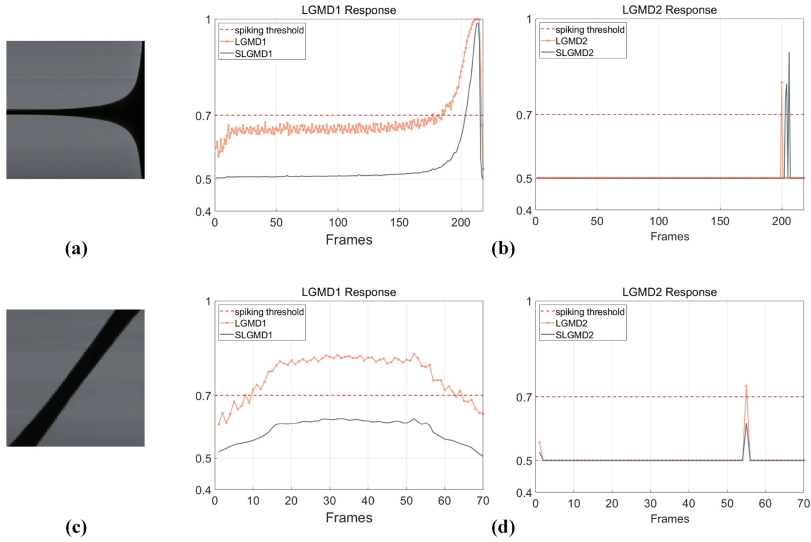 LGMD1 Response
1
0.7
0.5
0.4
spiking threshold
LGMD1
SLGMD1
0 50 100 150 200
Frames
LGMD2 Response
1
0.7
0.5
0.4
spiking threshold
LGMD2
SLGMD2
0 50 100 150 200
Frames
(a)
(b)
LGMD1 Response
1
0.7
0.5
0.4
spiking threshold
LGMD1
SLGMD1
0 10 20 30 40 50 60 70
Frames
LGMD2 Response
1
0.7
0.5
0.4
spiking threshold
LGMD2
SLGMD2
0 10 20 30 40 50 60 70
Frames
(c)
(d)